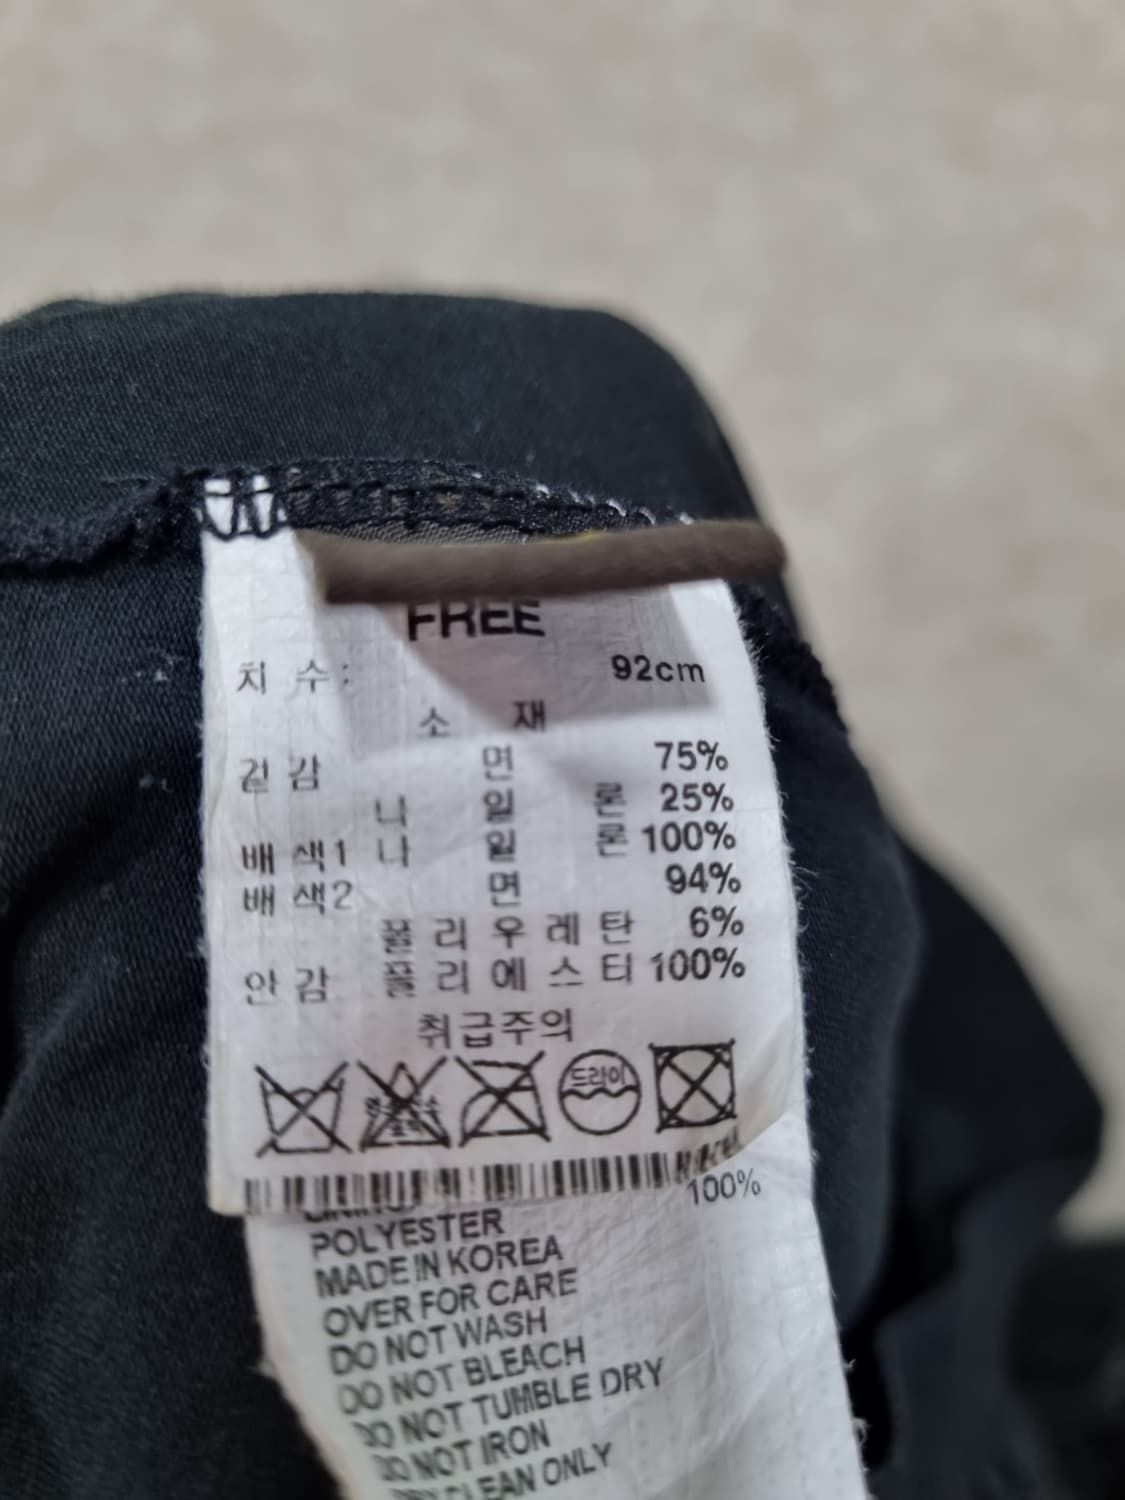 FREE
치 수: 92cm
소 재
겉 감 면 75%
나 일 론 25%
배 색1 나 일 론 100%
배 색2 면 94%
폴 리 우 레 탄 6%
안 감 폴 리 에 스 터 100%
취급주의
드라이
100%
POLYESTER
MADE IN KOREA
OVER FOR CARE
DO NOT WASH
DO NOT BLEACH
DO NOT TUMBLE DRY
DO NOT IRON
DRY CLEAN ONLY